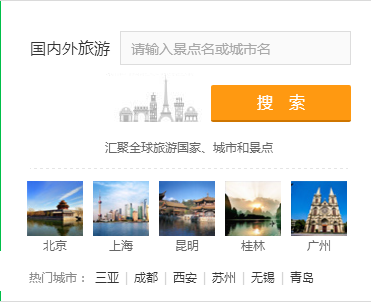 国内外旅游 请输入景点名或城市名
搜 索
汇聚全球旅游国家、城市和景点
北京 上海 昆明 桂林 广州
热门城市： 三亚 | 成都 | 西安 | 苏州 | 无锡 | 青岛